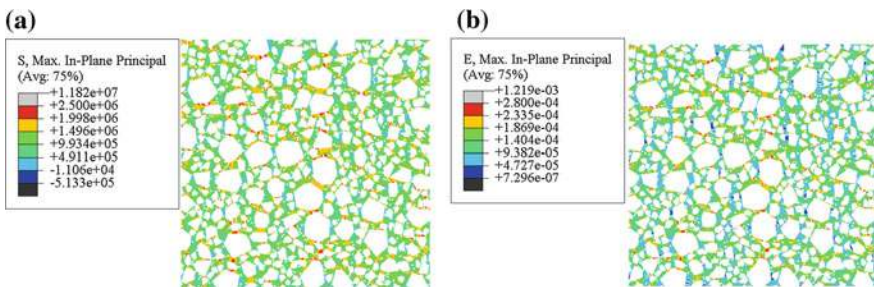 (a)
S, Max. In-Plane Principal
(Avg: 75%)
+1.182e+07
+2.500e+06
+1.998e+06
+1.496e+06
+9.934e+05
+4.911e+05
-1.106e+04
-5.133e+05
(b)
E, Max. In-Plane Principal
(Avg: 75%)
+1.219e-03
+2.800e-04
+2.335e-04
+1.869e-04
+1.404e-04
+9.382e-05
+4.727e-05
+7.296e-07